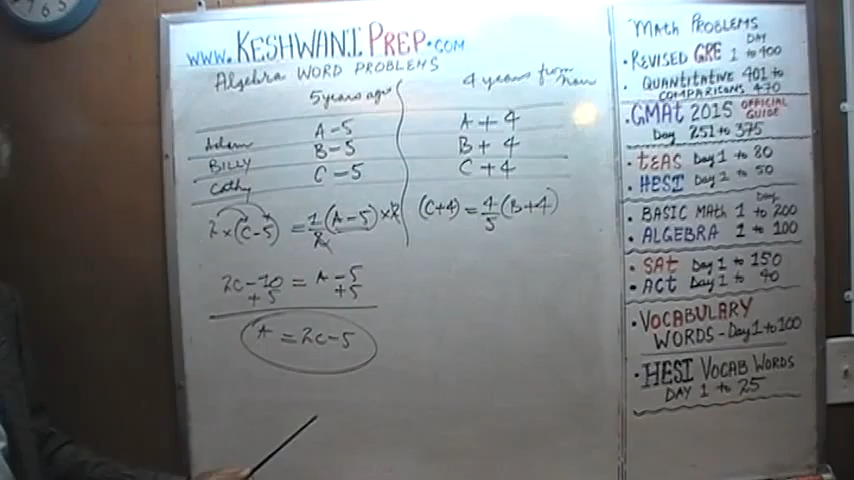 WWW.KESHWANI PREP.COM
Algebra WORD PROBLEMS
5 years ago
4 years from now
Adam
A-5
A+4
BILLY
B-5
B+4
Cathy
C-5
C+4
2×(C-5) = 1/2(A-5)×2
(C+4) = 4/5(B+4)
2C-10 = A-5
+5 +5
A = 2C-5
MATH PROBLEMS
DAY
• REVISED GRE 1 to 400
• QUANTITATIVE 401 to
COMPARISONS 470
• GMAT 2015 OFFICIAL GUIDE
Day 251 to 375
• TEAS Day 1 to 80
• HESI Day 1 to 50
Day
• BASIC MATH 1 to 200
• ALGEBRA 1 to 100
• SAT Day 1 to 150
• ACT Day 1 to 90
• VOCABULARY
WORDS - Day 1 to 100
• HESI VOCAB WORDS
DAY 1 to 25